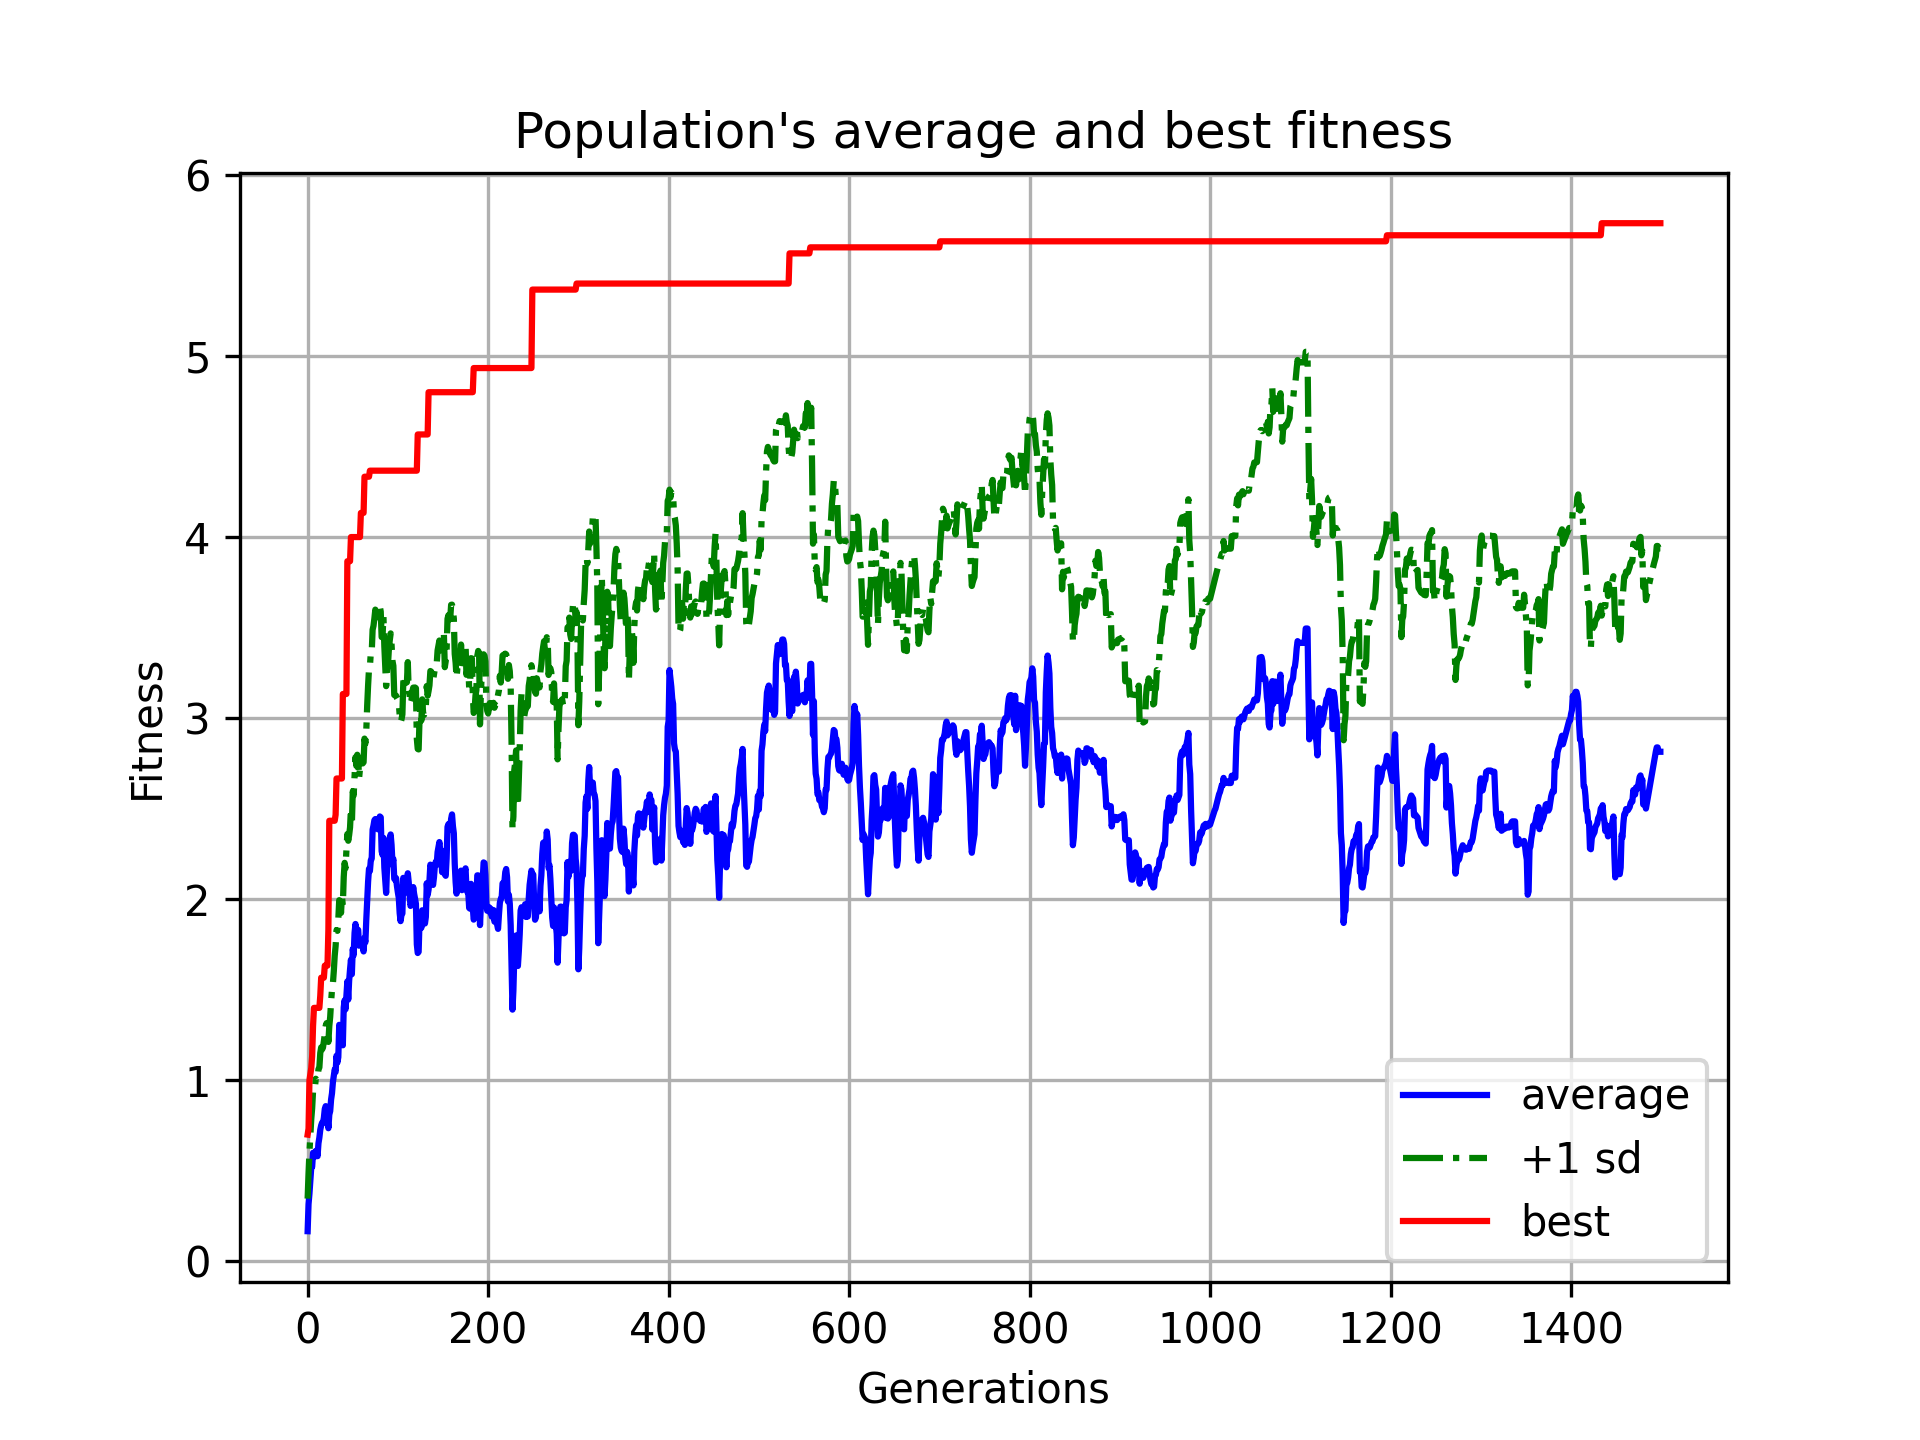 Population's average and best fitness
6
5
4
3
2
1
0
Fitness
0 200 400 600 800 1000 1200 1400
Generations
average
+1 sd
best